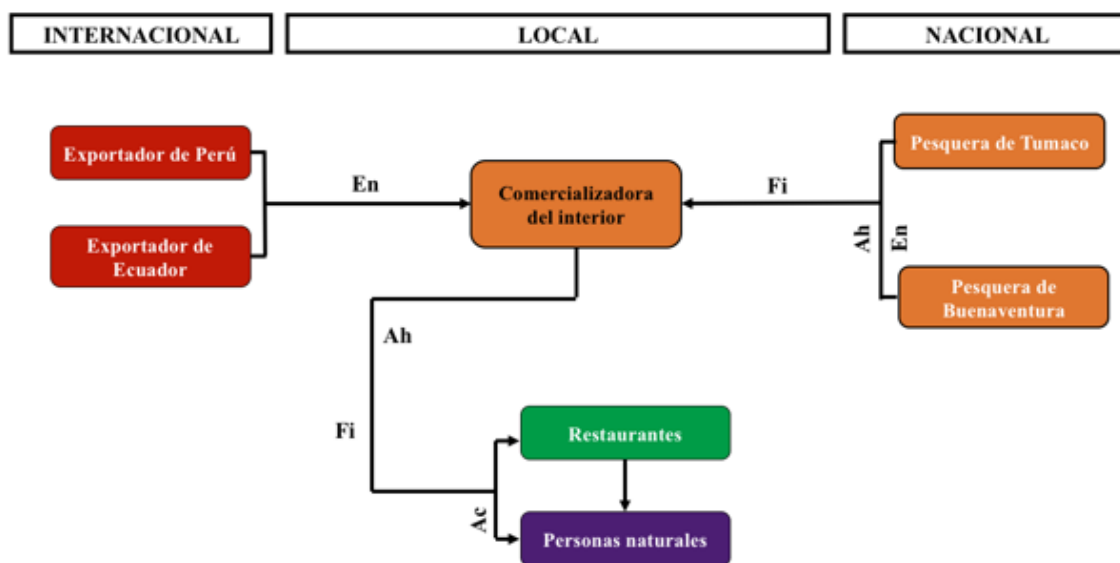 INTERNACIONAL
LOCAL
NACIONAL
Exportador de Perú
Exportador de
Ecuador
En
Comercializadora
del interior
Fi
Pesquera de Tumaco
Ah
En
Pesquera de
Buenaventura
Ah
Fi
Ac
Restaurantes
Personas naturales